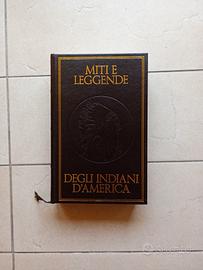 MITI E
LEGGENDE
DEGLI INDIANI
D'AMERICA